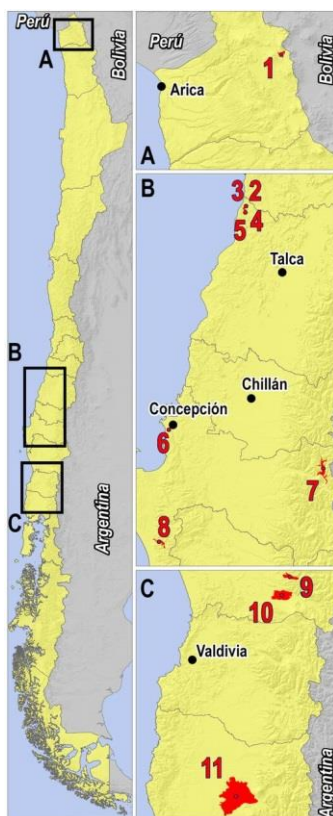 Perú
Bolivia
A
B
C
Argentina
Perú
Bolivia
1
Arica
A
B
3 2
5 4
Talca
Chillán
Concepción
6
7
8
C
9
10
Valdivia
11
Argentina